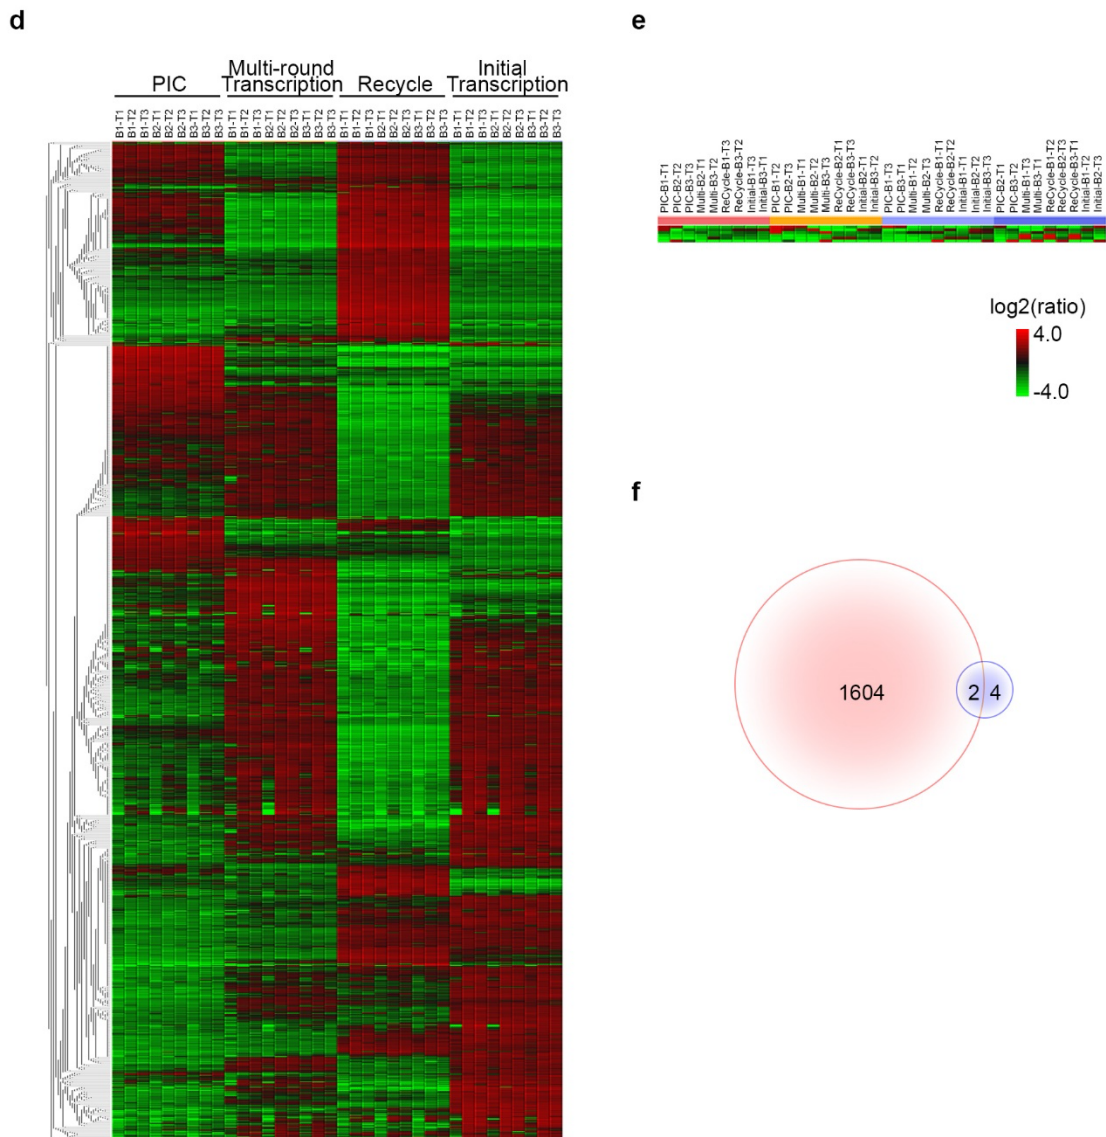 d
PIC
Multi-round
Transcription
Recycle
Initial
Transcription
B1-T1
B1-T2
B1-T3
B2-T1
B2-T2
B2-T3
B3-T1
B3-T2
B3-T3
B1-T1
B1-T2
B1-T3
B2-T1
B2-T2
B2-T3
B3-T1
B3-T2
B3-T3
B1-T1
B1-T2
B1-T3
B2-T1
B2-T2
B2-T3
B3-T1
B3-T2
B3-T3
B1-T1
B1-T2
B1-T3
B2-T1
B2-T2
B2-T3
B3-T1
B3-T2
B3-T3
e
PIC-B1-T1
PIC-B2-T2
PIC-B3-T3
Multi-B2-T1
Multi-B3-T2
ReCycle-B1-T3
ReCycle-B3-T2
Initial-B1-T3
Initial-B3-T1
PIC-B1-T2
PIC-B2-T3
Multi-B1-T1
Multi-B2-T2
Multi-B3-T3
ReCycle-B2-T1
ReCycle-B3-T3
Initial-B2-T1
Initial-B3-T2
PIC-B1-T3
PIC-B3-T1
Multi-B1-T2
Multi-B2-T3
ReCycle-B1-T1
ReCycle-B2-T2
Initial-B1-T1
Initial-B2-T2
Initial-B3-T3
PIC-B2-T1
PIC-B3-T2
Multi-B1-T3
Multi-B3-T1
ReCycle-B1-T2
ReCycle-B2-T3
ReCycle-B3-T1
Initial-B1-T2
Initial-B2-T3
log2(ratio)
4.0
-4.0
f
1604
2
4